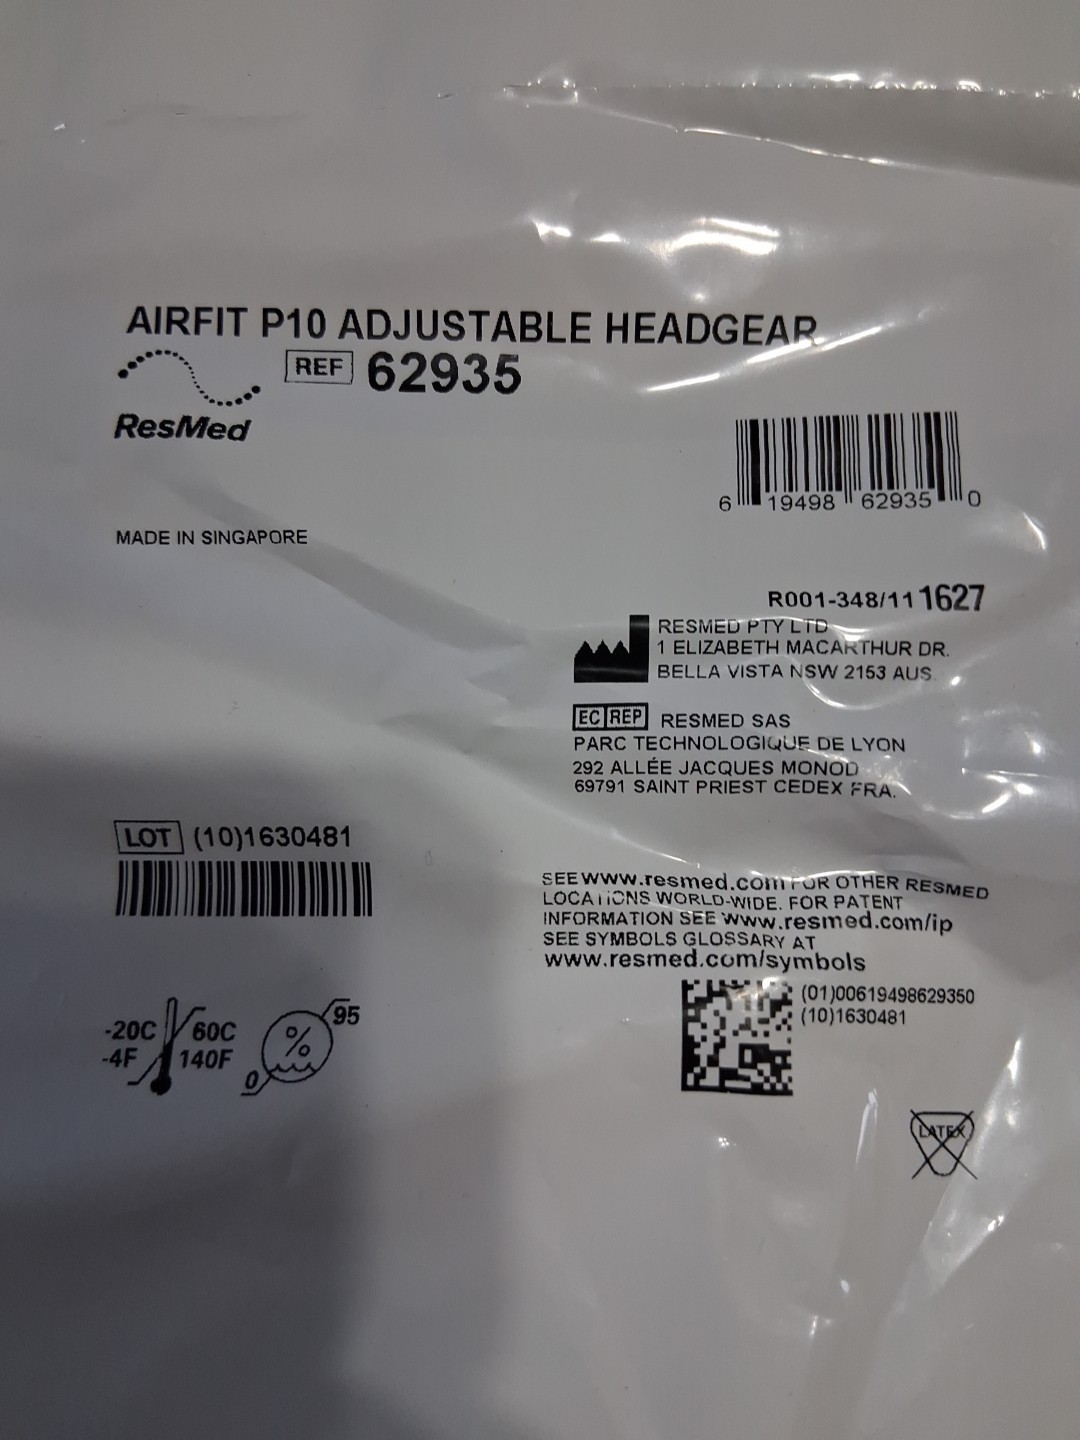 AIRFIT P10 ADJUSTABLE HEADGEAR
REF 62935
ResMed
6 19498 62935 0
MADE IN SINGAPORE
R001-348/11 1627
RESMED PTY LTD
1 ELIZABETH MACARTHUR DR.
BELLA VISTA NSW 2153 AUS.
EC REP RESMED SAS
PARC TECHNOLOGIQUE DE LYON
292 ALLÉE JACQUES MONOD
69791 SAINT PRIEST CEDEX FRA.
LOT (10)1630481
SEE www.resmed.com FOR OTHER RESMED
LOCATIONS WORLD-WIDE. FOR PATENT
INFORMATION SEE www.resmed.com/ip
SEE SYMBOLS GLOSSARY AT
www.resmed.com/symbols
(01)00619498629350
(10)1630481
-20C 60C
-4F 140F
% 95
0
LATEX